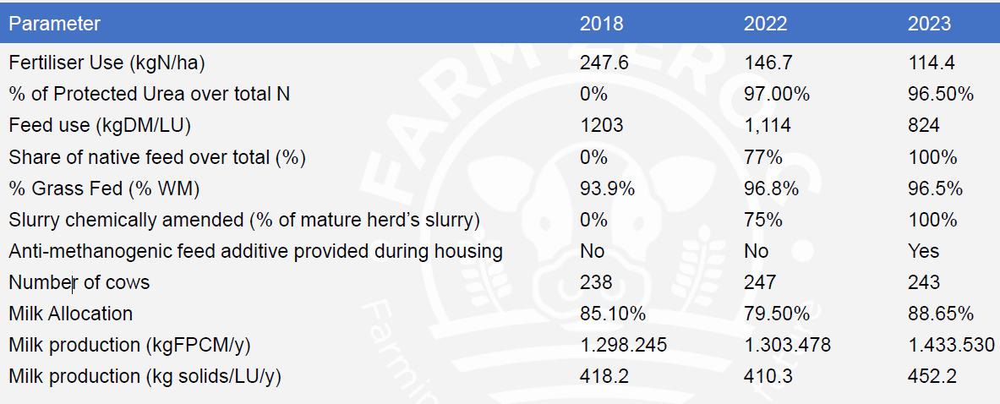 Parameter 2018 2022 2023
Fertiliser Use (kgN/ha) 247.6 146.7 114.4
% of Protected Urea over total N 0% 97.00% 96.50%
Feed use (kgDM/LU) 1203 1,114 824
Share of native feed over total (%) 0% 77% 100%
% Grass Fed (% WM) 93.9% 96.8% 96.5%
Slurry chemically amended (% of mature herd's slurry) 0% 75% 100%
Anti-methanogenic feed additive provided during housing No No Yes
Number of cows 238 247 243
Milk Allocation 85.10% 79.50% 88.65%
Milk production (kgFPCM/y) 1.298.245 1.303.478 1.433.530
Milk production (kg solids/LU/y) 418.2 410.3 452.2
FARM ZERO C